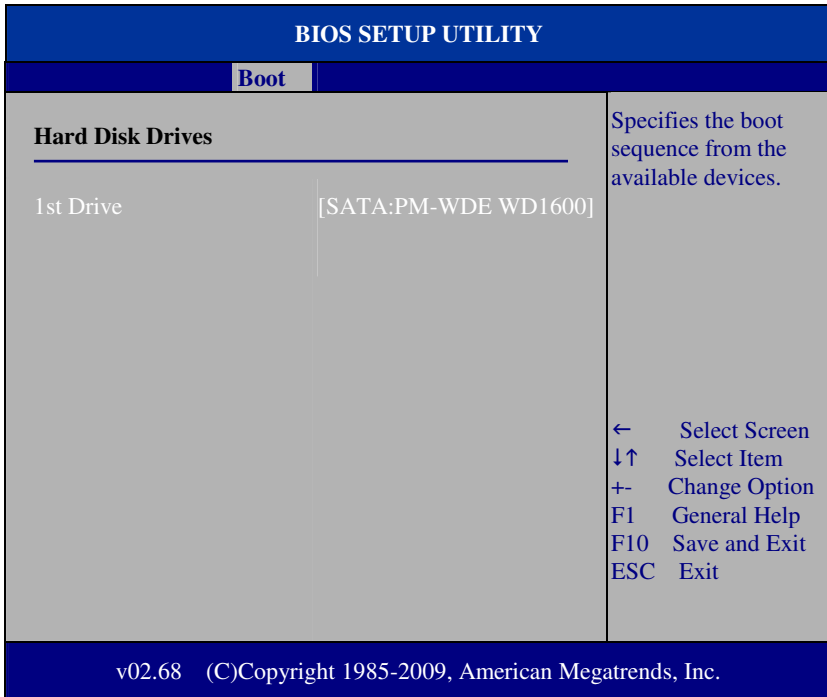 BIOS SETUP UTILITY
Boot
Hard Disk Drives
1st Drive [SATA:PM-WDE WD1600]
Specifies the boot
sequence from the
available devices.
← Select Screen
↓↑ Select Item
+- Change Option
F1 General Help
F10 Save and Exit
ESC Exit
v02.68 (C)Copyright 1985-2009, American Megatrends, Inc.